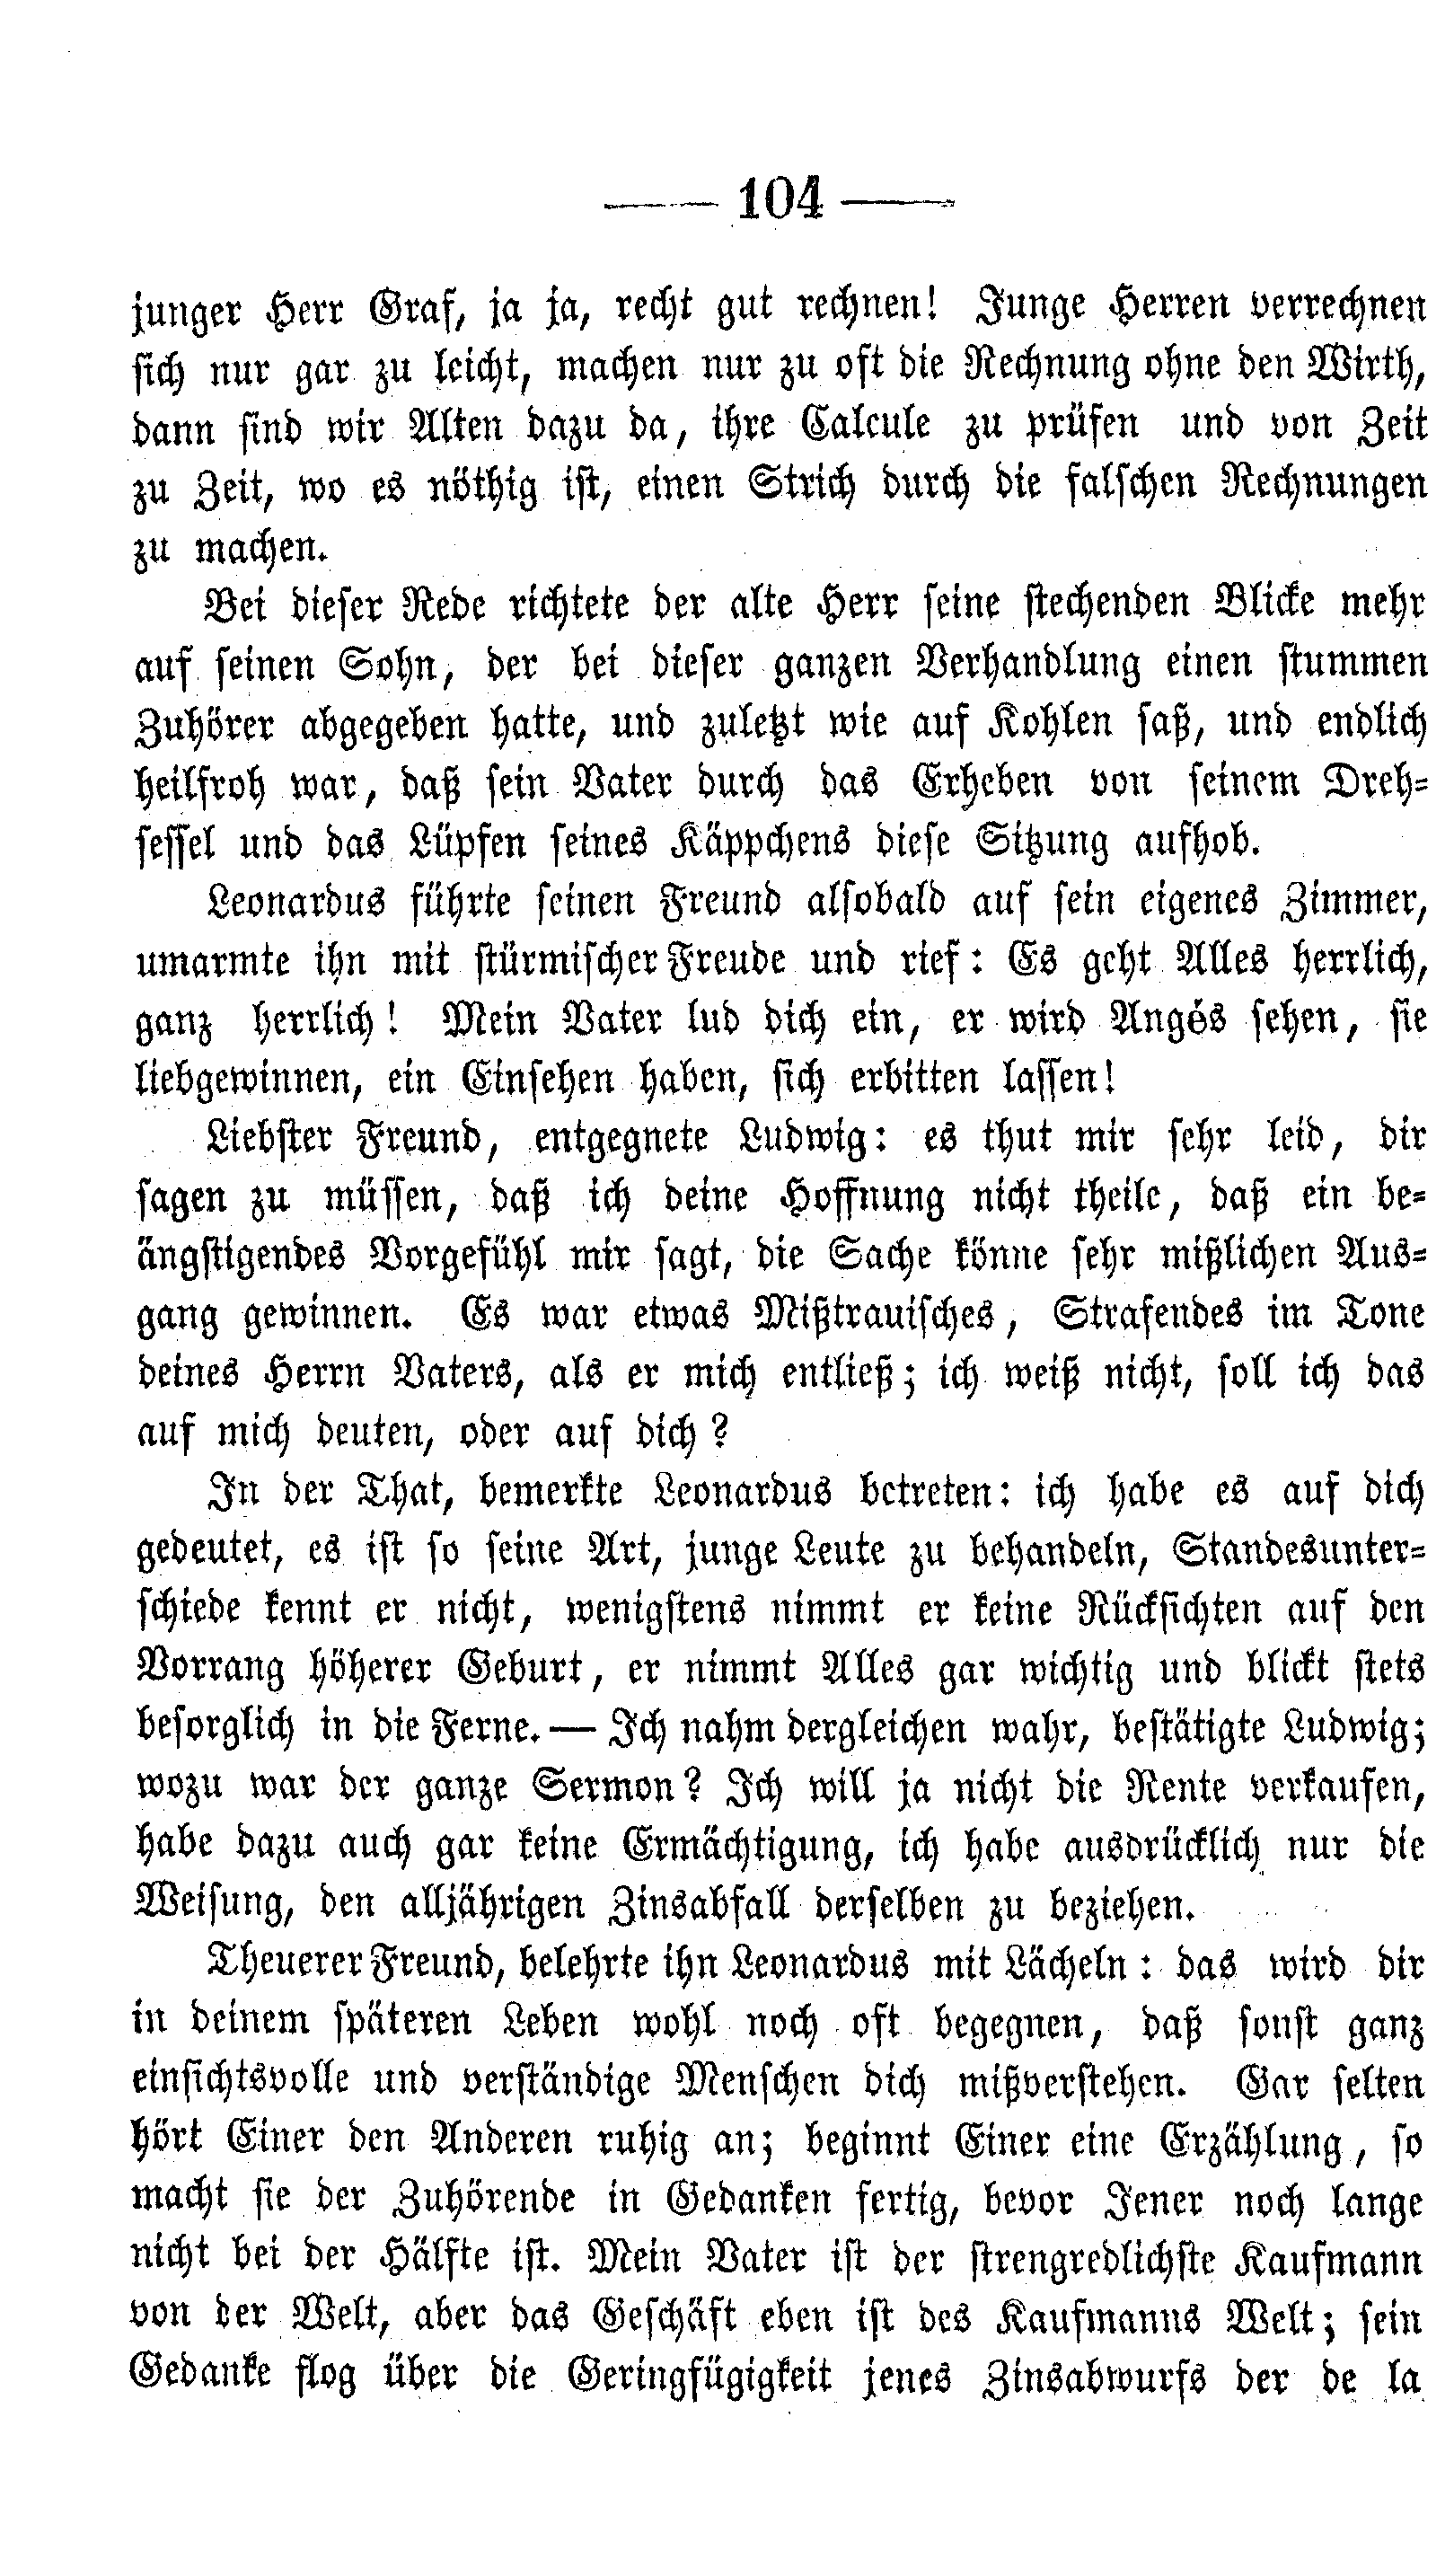 — 104 —
junger Herr Graf, ja ja, recht gut rechnen! Junge Herren verrechnen
sich nur gar zu leicht, machen nur zu oft die Rechnung ohne den Wirth,
dann sind wir Alten dazu da, ihre Calcule zu prüfen und von Zeit
zu Zeit, wo es nöthig ist, einen Strich durch die falschen Rechnungen
zu machen.
Bei dieser Rede richtete der alte Herr seine stechenden Blicke mehr
auf seinen Sohn, der bei dieser ganzen Verhandlung einen stummen
Zuhörer abgegeben hatte, und zuletzt wie auf Kohlen saß, und endlich
heilfroh war, daß sein Vater durch das Erheben von seinem Dreh-
sessel und das Lüpfen seines Käppchens diese Sitzung aufhob.
Leonardus führte seinen Freund alsobald auf sein eigenes Zimmer,
umarmte ihn mit stürmischer Freude und rief: Es geht Alles herrlich,
ganz herrlich! Mein Vater lud dich ein, er wird Angés sehen, sie
liebgewinnen, ein Einsehen haben, sich erbitten lassen!
Liebster Freund, entgegnete Ludwig: es thut mir sehr leid, dir
sagen zu müssen, daß ich deine Hoffnung nicht theile, daß ein be-
ängstigendes Vorgefühl mir sagt, die Sache könne sehr mißlichen Aus-
gang gewinnen. Es war etwas Mißtrauisches, Strafendes im Tone
deines Herrn Vaters, als er mich entließ; ich weiß nicht, soll ich das
auf mich deuten, oder auf dich?
In der That, bemerkte Leonardus betreten: ich habe es auf dich
gedeutet, es ist so seine Art, junge Leute zu behandeln, Standesunter-
schiede kennt er nicht, wenigstens nimmt er keine Rücksichten auf den
Vorrang höherer Geburt, er nimmt Alles gar wichtig und blickt stets
besorglich in die Ferne. — Ich nahm dergleichen wahr, bestätigte Ludwig;
wozu war der ganze Sermon? Ich will ja nicht die Rente verkaufen,
habe dazu auch gar keine Ermächtigung, ich habe ausdrücklich nur die
Weisung, den alljährigen Zinsabfall derselben zu beziehen.
Theuerer Freund, belehrte ihn Leonardus mit Lächeln: das wird dir
in deinem späteren Leben wohl noch oft begegnen, daß sonst ganz
einsichtsvolle und verständige Menschen dich mißverstehen. Gar selten
hört Einer den Anderen ruhig an; beginnt Einer eine Erzählung, so
macht sie der Zuhörende in Gedanken fertig, bevor Jener noch lange
nicht bei der Hälfte ist. Mein Vater ist der strengredlichste Kaufmann
von der Welt, aber das Geschäft eben ist des Kaufmanns Welt; sein
Gedanke flog über die Geringfügigkeit jenes Zinsabwurfs der de la